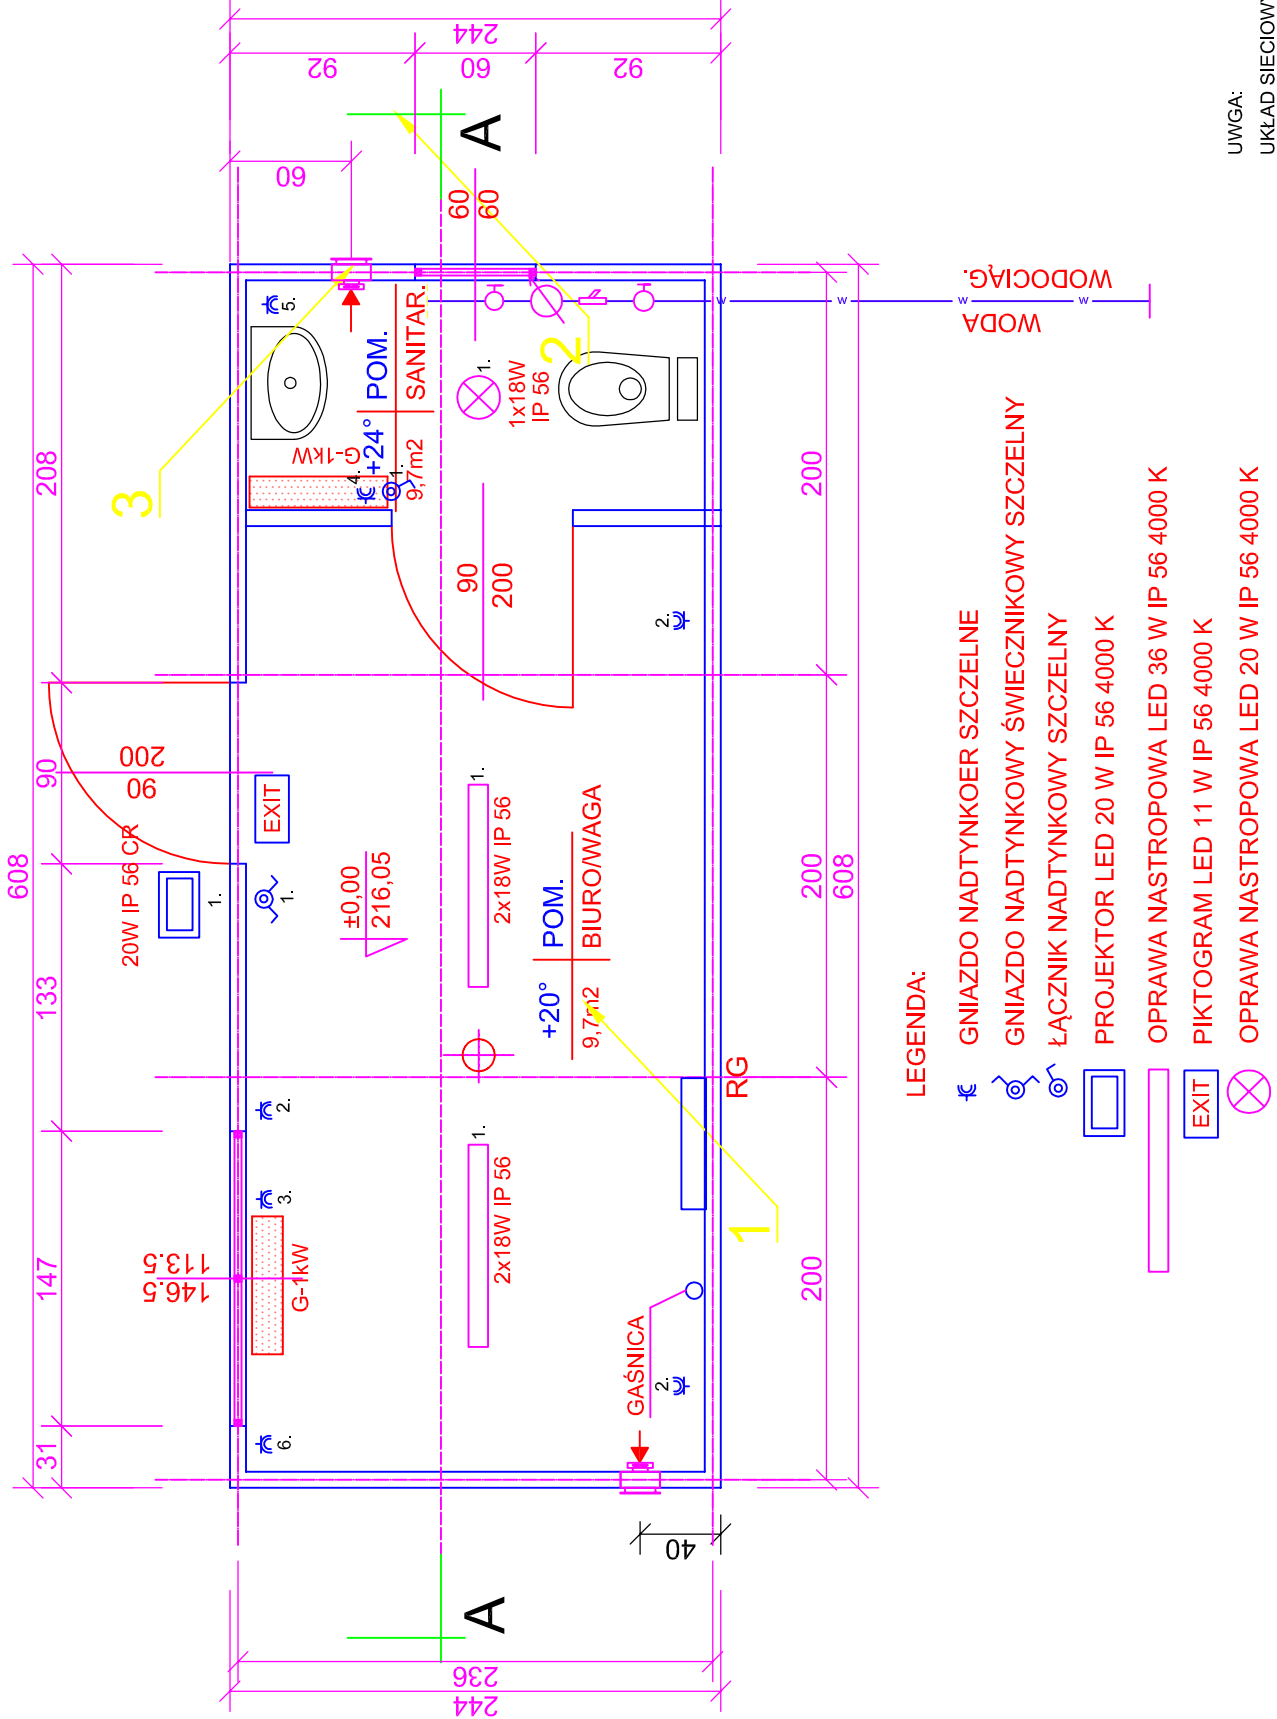 608
208
90
133
147
31
244
92
60
92
60
A
60
60
3
2
1
5.
POM.
SANITAR.
+24°
9,7m2
G-1kW
4.
1.
1.
1x18W
IP 56
90
200
200
90
20W IP 56 CR
1.
EXIT
1.
±0,00
216,05
1.
2x18W IP 56
POM.
BIURO/WAGA
+20°
9,7m2
2.
2.
3.
113.5
146.5
G-1kW
1.
2x18W IP 56
RG
GAŚNICA
2.
6.
40
A
236
244
200
200
200
608
w
w
w
w
WODA
WODOCIĄG.
LEGENDA:
GNIAZDO NADTYNKOER SZCZELNE
GNIAZDO NADTYNKOWY ŚWIECZNIKOWY SZCZELNY
ŁĄCZNIK NADTYNKOWY SZCZELNY
PROJEKTOR LED 20 W IP 56 4000 K
OPRAWA NASTROPOWA LED 36 W IP 56 4000 K
EXIT
PIKTOGRAM LED 11 W IP 56 4000 K
OPRAWA NASTROPOWA LED 20 W IP 56 4000 K
UWGA:
UKŁAD SIECIOWY